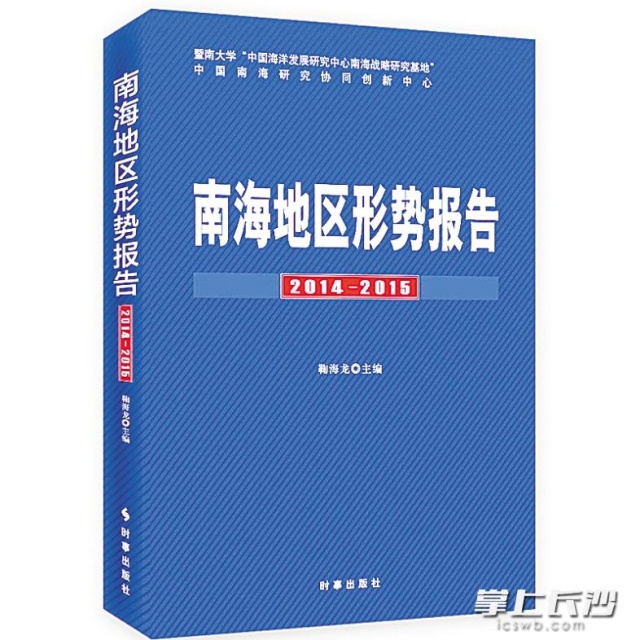 暨南大学“中国海洋发展研究中心南海战略研究基地”
中国南海研究协同创新中心
南海地区形势报告
2014-2015
鞠海龙 主编
时事出版社
南海地区形势报告
2014-2015
鞠海龙 主编
时事出版社
掌上长沙
icswb.com